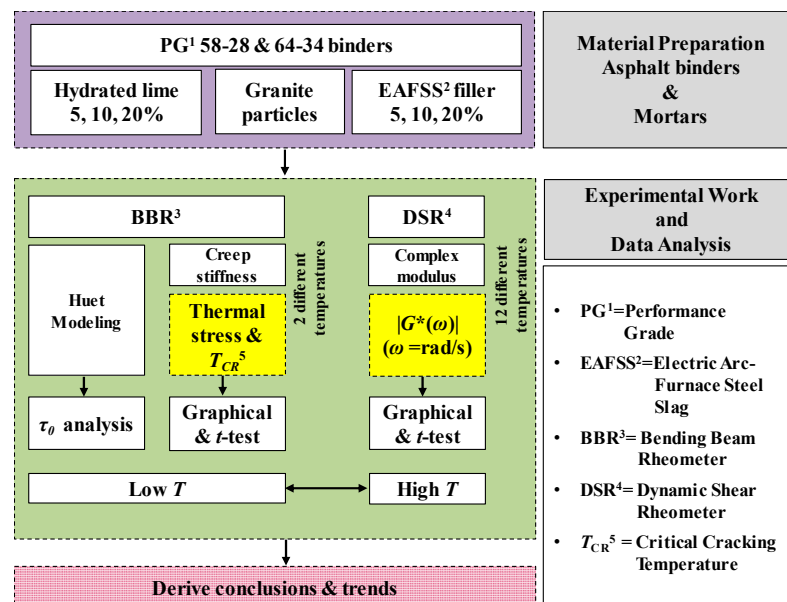 PG¹ 58-28 & 64-34 binders
Hydrated lime
5, 10, 20%
Granite
particles
EAFSS² filler
5, 10, 20%
Material Preparation
Asphalt binders
&
Mortars
BBR³
DSR⁴
Huet
Modeling
Creep
stiffness
2 different
temperatures
Complex
modulus
12 different
temperatures
Thermal
stress &
T_CR⁵
|G*(ω)|
(ω =rad/s)
τ₀ analysis
Graphical
& t-test
Graphical
& t-test
Low T
High T
Derive conclusions & trends
Experimental Work
and
Data Analysis
• PG¹=Performance
Grade
• EAFSS²=Electric Arc-
Furnace Steel
Slag
• BBR³= Bending Beam
Rheometer
• DSR⁴= Dynamic Shear
Rheometer
• T_CR⁵ = Critical Cracking
Temperature